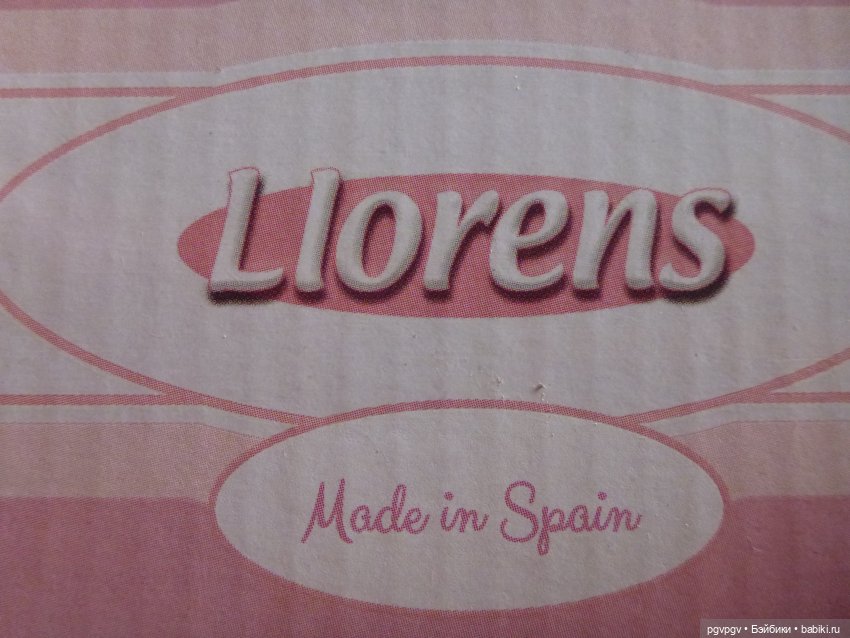 Llorens
Made in Spain
pgvpgv • Бэйбики • babiki.ru